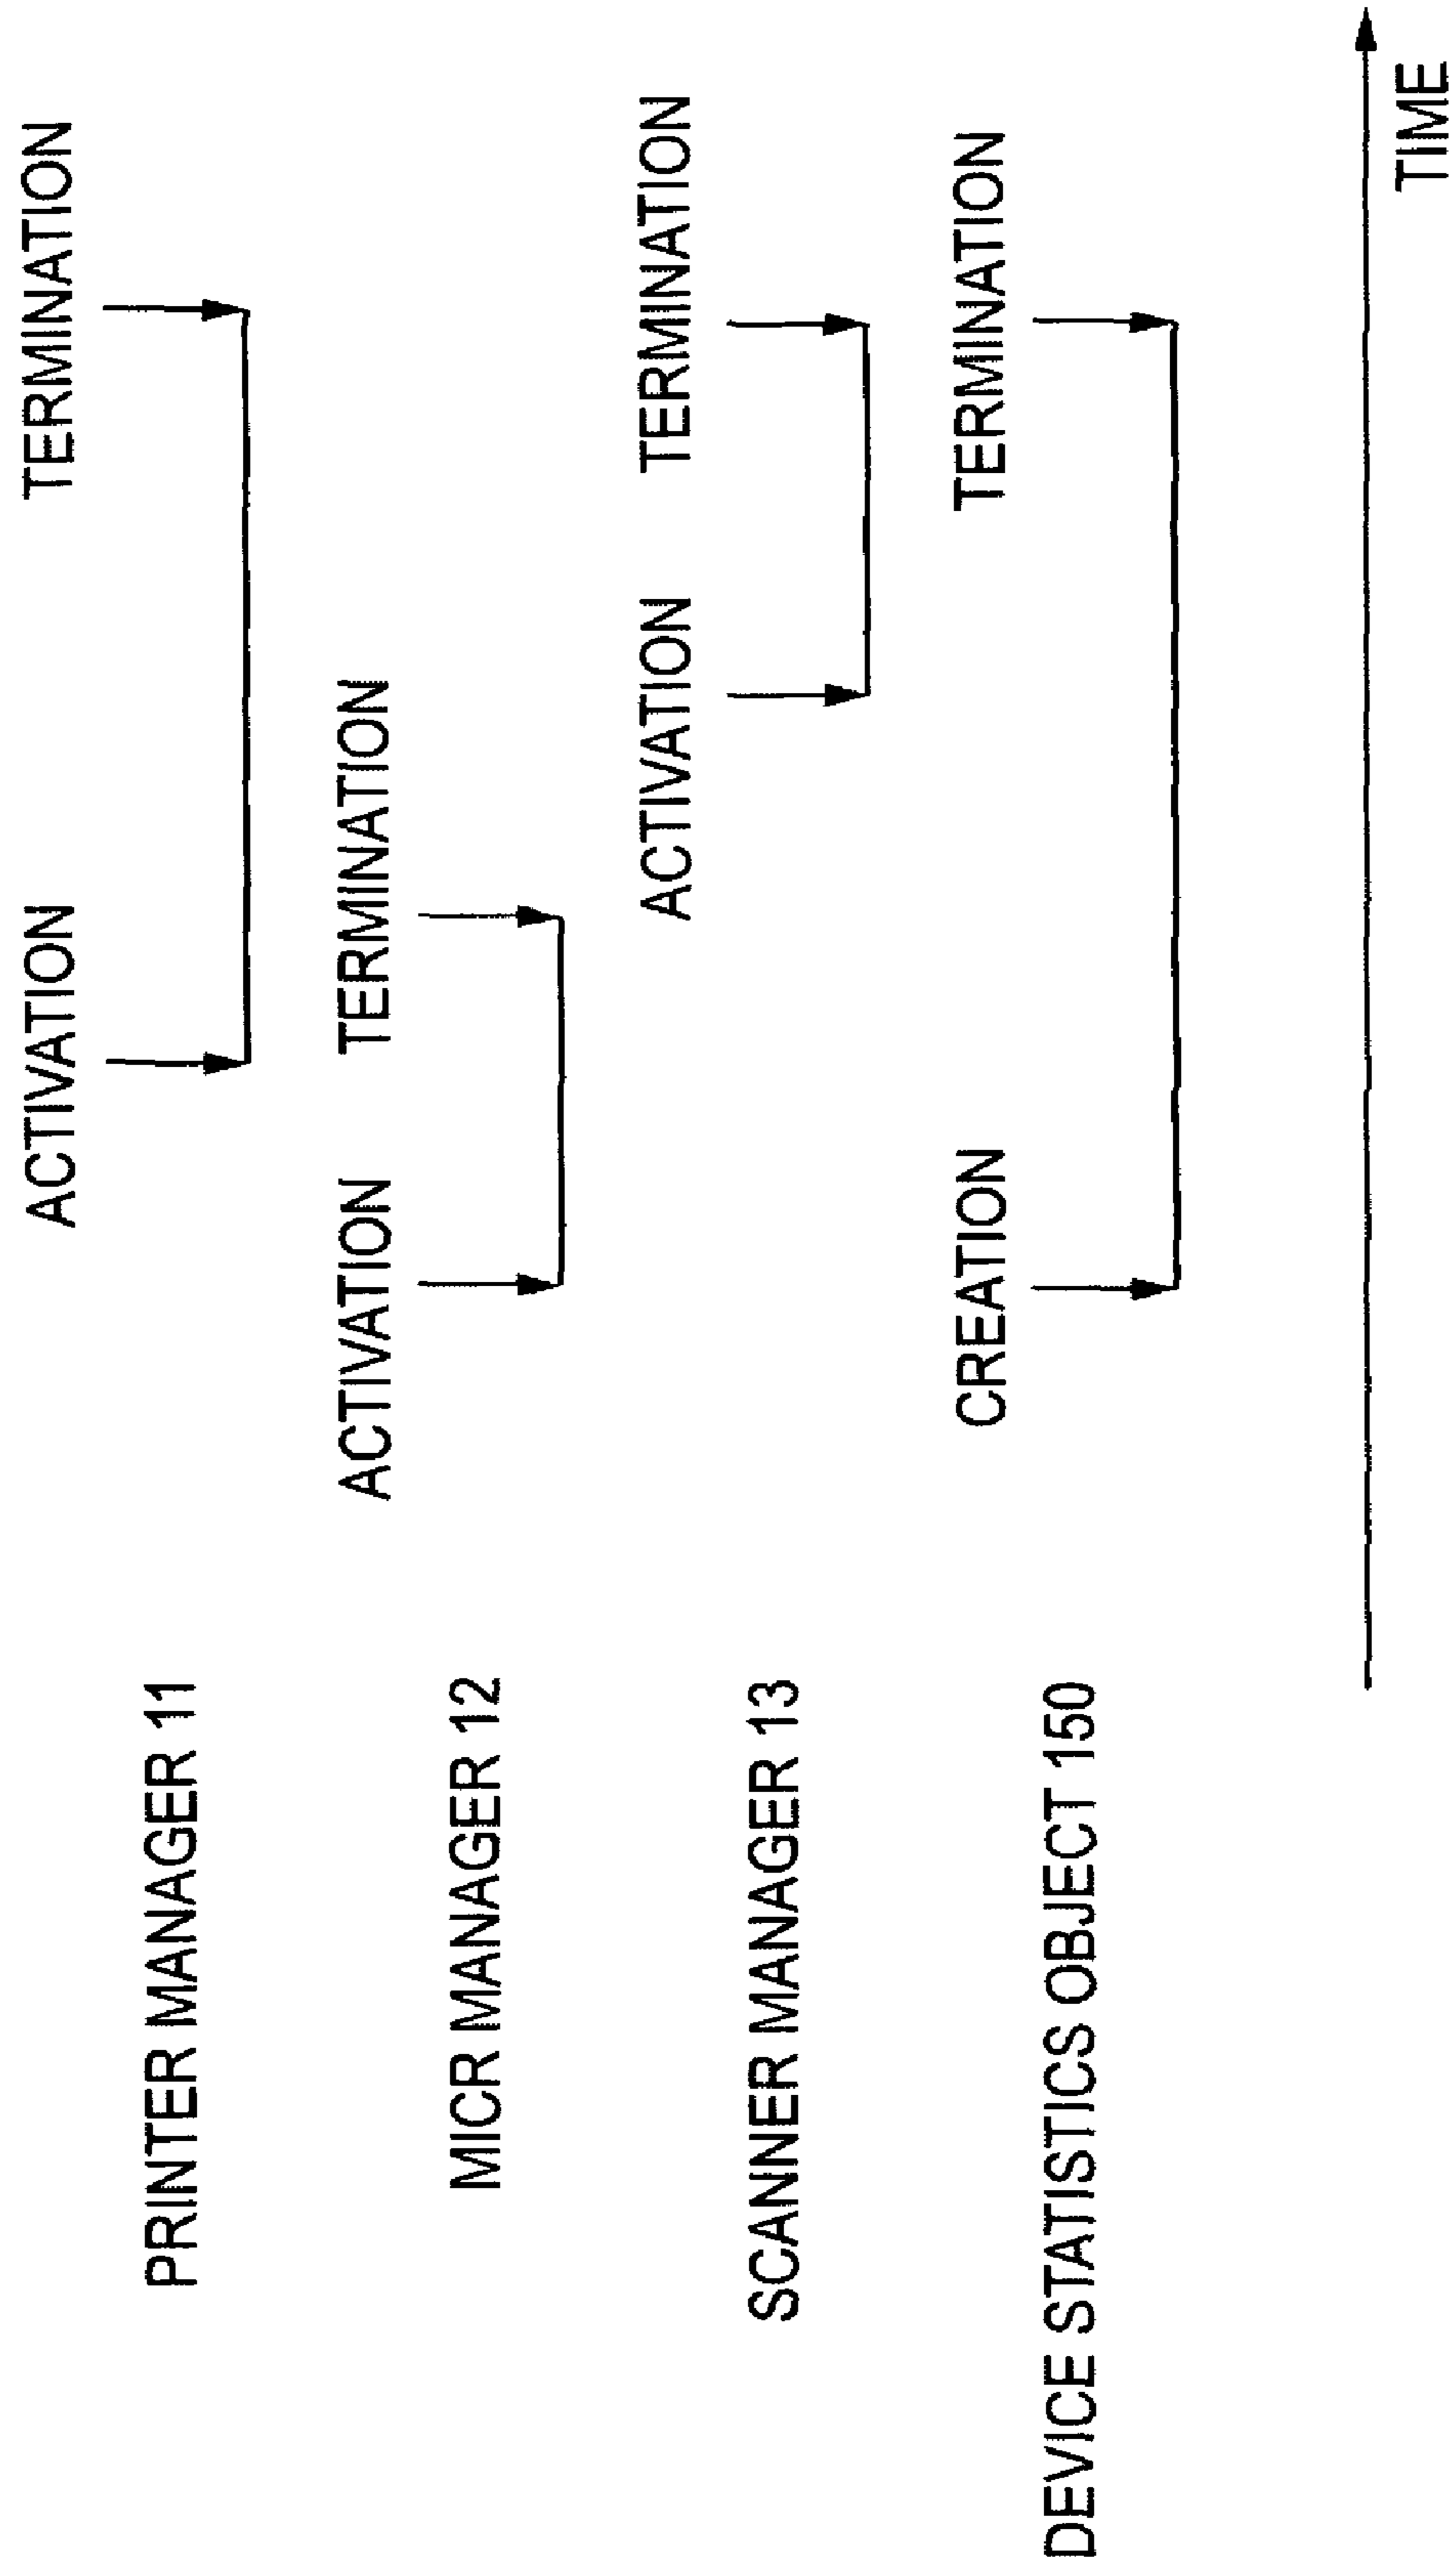 ACTIVATION TERMINATION
PRINTER MANAGER 11
ACTIVATION TERMINATION
MICR MANAGER 12
ACTIVATION TERMINATION
SCANNER MANAGER 13
CREATION TERMINATION
DEVICE STATISTICS OBJECT 150
TIME